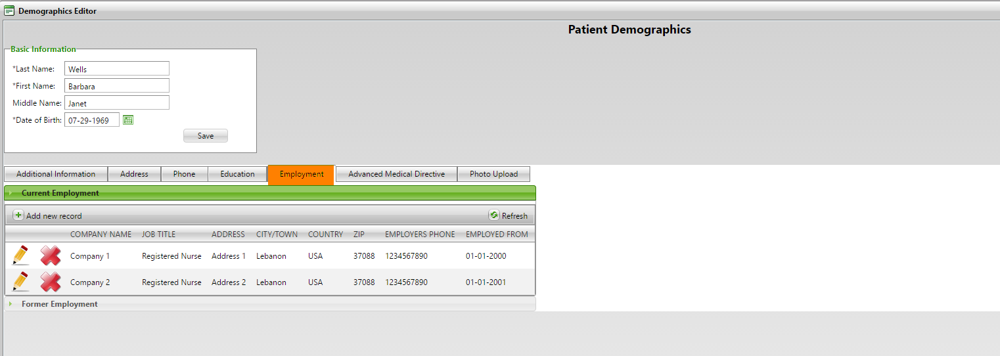 Demographics Editor
Patient Demographics
Basic Information
*Last Name: Wells
*First Name: Barbara
Middle Name: Janet
*Date of Birth: 07-29-1969
Save
Additional Information Address Phone Education Employment Advanced Medical Directive Photo Upload
Current Employment
Add new record Refresh
COMPANY NAME JOB TITLE ADDRESS CITY/TOWN COUNTRY ZIP EMPLOYERS PHONE EMPLOYED FROM
Company 1 Registered Nurse Address 1 Lebanon USA 37088 1234567890 01-01-2000
Company 2 Registered Nurse Address 2 Lebanon USA 37088 1234567890 01-01-2001
Former Employment